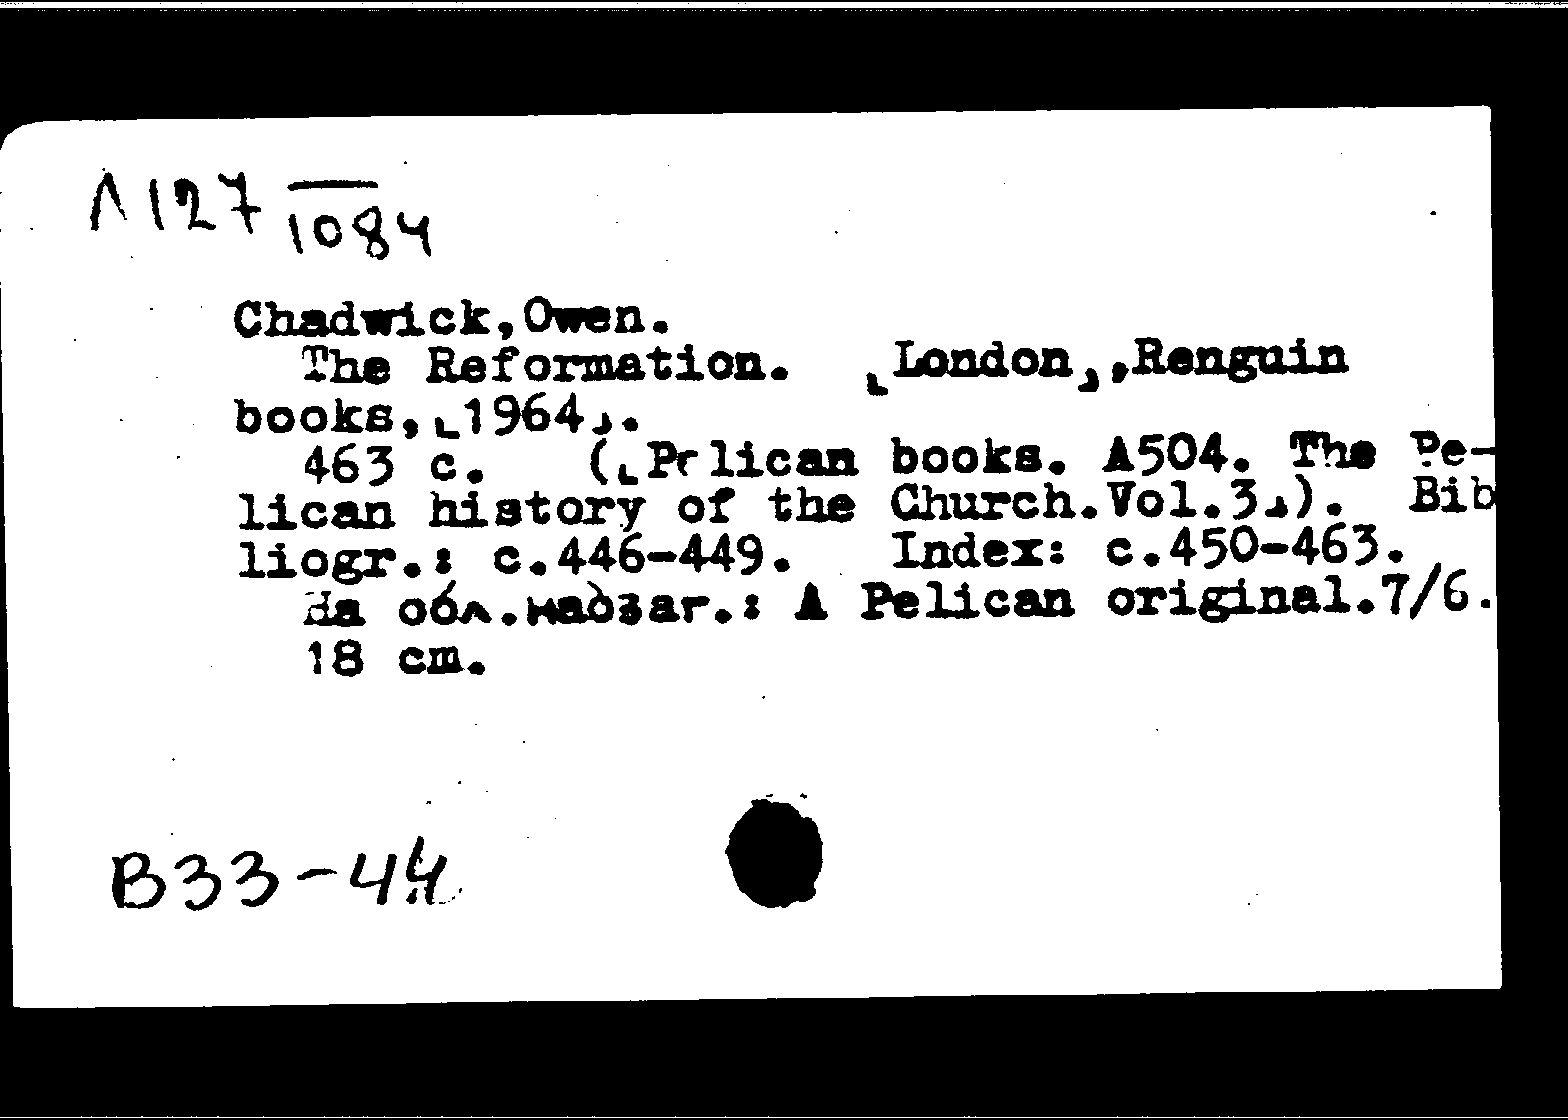 Л127 1084
Chadwick,Owen.
The Reformation. [London],,Renguin
books,[1964].
463 c. ([Pelican books. A504. The Pe-
lican history of the Church.Vol.3.]). Bib
liogr.: c.446-449. Index: c.450-463.
На обл.надзаг.: A Pelican original.7/6.
18 cm.
B33-44